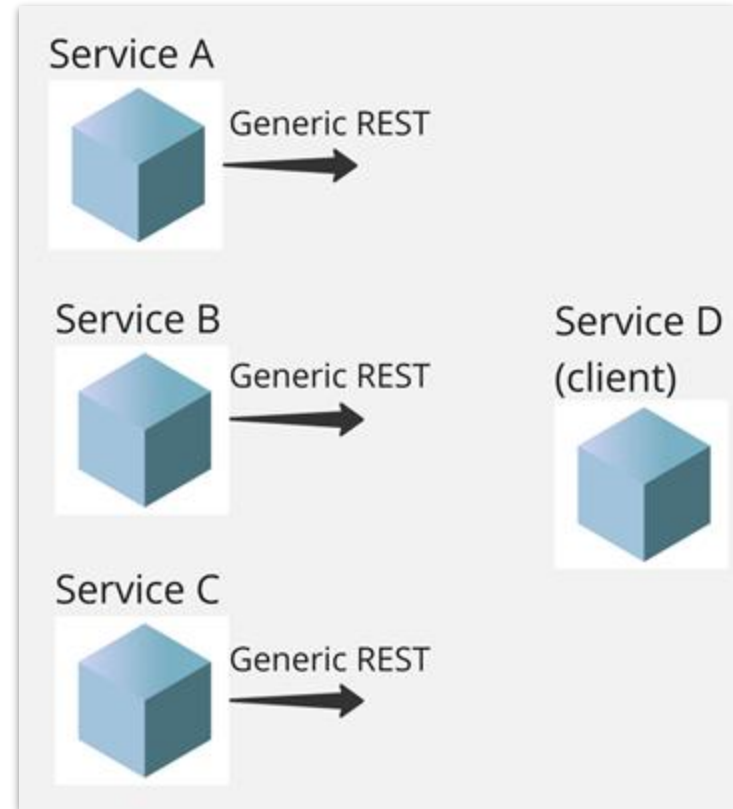 Service A
Generic REST
Service B
Generic REST
Service D
(client)
Service C
Generic REST